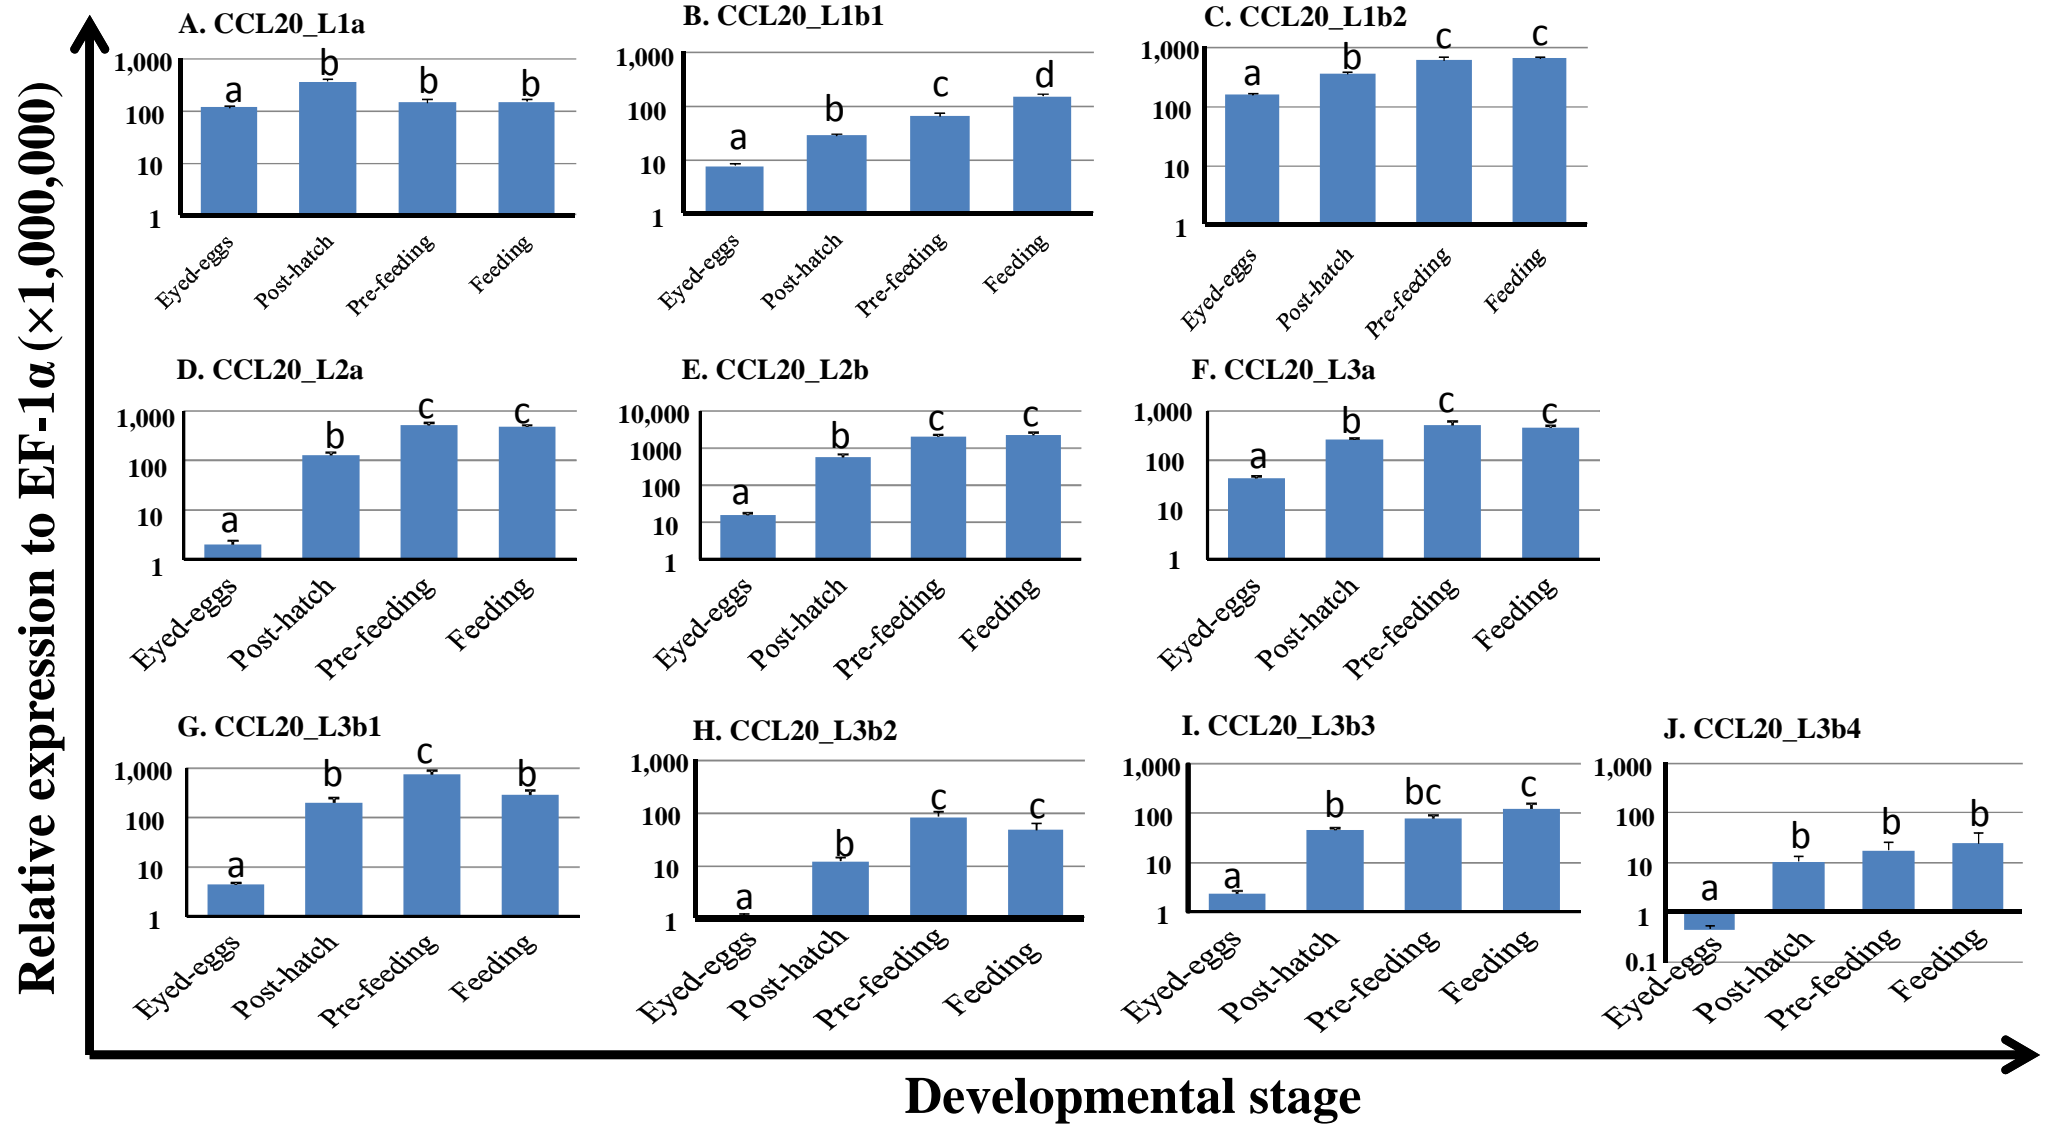 Relative expression to EF-1α (×1,000,000)
A. CCL20_L1a
1,000
100
10
1
a
b
b
b
Eyed-eggs
Post-hatch
Pre-feeding
Feeding
B. CCL20_L1b1
1,000
100
10
1
a
b
c
d
Eyed-eggs
Post-hatch
Pre-feeding
Feeding
C. CCL20_L1b2
1,000
100
10
1
a
b
c
c
Eyed-eggs
Post-hatch
Pre-feeding
Feeding
D. CCL20_L2a
1,000
100
10
1
a
b
c
c
Eyed-eggs
Post-hatch
Pre-feeding
Feeding
E. CCL20_L2b
10,000
1000
100
10
1
a
b
c
c
Eyed-eggs
Post-hatch
Pre-feeding
Feeding
F. CCL20_L3a
1,000
100
10
1
a
b
c
c
Eyed-eggs
Post-hatch
Pre-feeding
Feeding
G. CCL20_L3b1
1,000
100
10
1
a
b
c
b
Eyed-eggs
Post-hatch
Pre-feeding
Feeding
H. CCL20_L3b2
1,000
100
10
1
a
b
c
c
Eyed-eggs
Post-hatch
Pre-feeding
Feeding
I. CCL20_L3b3
1,000
100
10
1
a
b
bc
c
Eyed-eggs
Post-hatch
Pre-feeding
Feeding
J. CCL20_L3b4
1,000
100
10
1
0.1
a
b
b
b
Eyed-eggs
Post-hatch
Pre-feeding
Feeding
Developmental stage